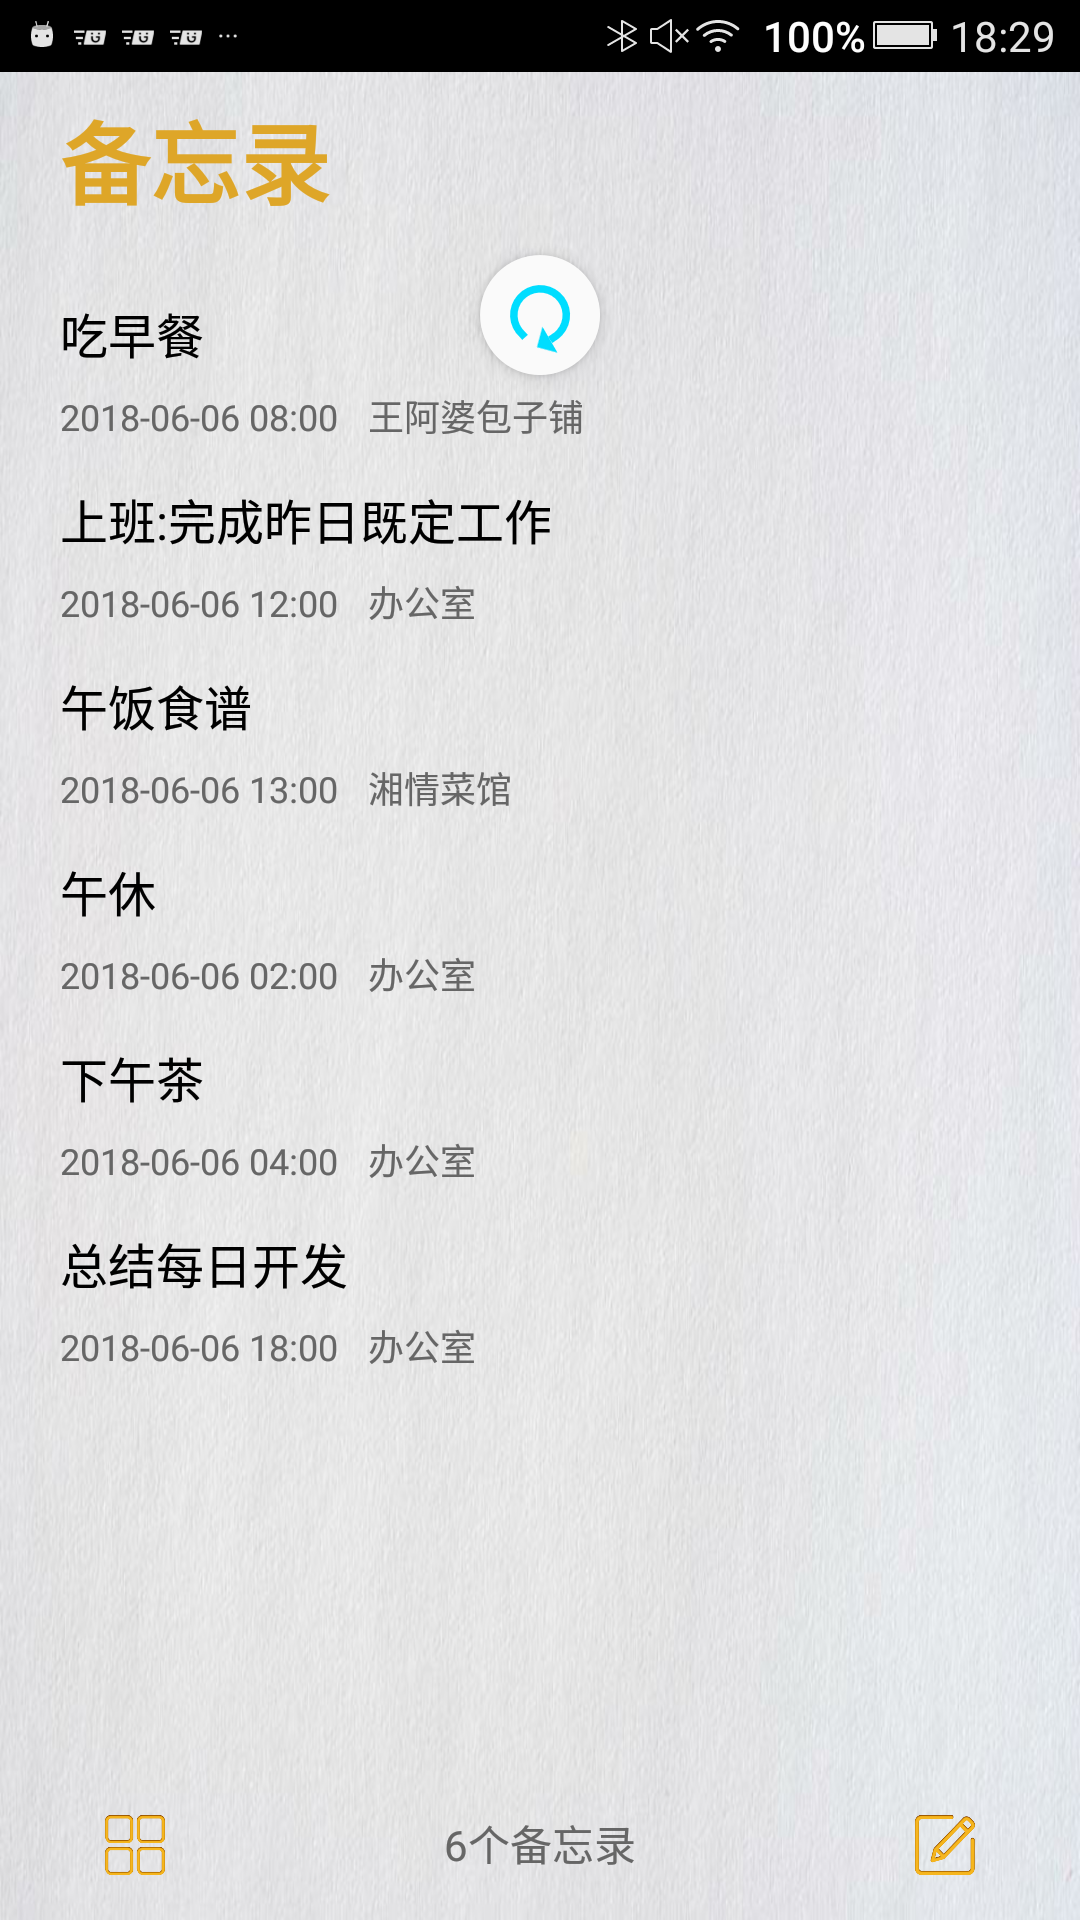 100% 18:29
备忘录
吃早餐
2018-06-06 08:00 王阿婆包子铺
上班:完成昨日既定工作
2018-06-06 12:00 办公室
午饭食谱
2018-06-06 13:00 湘情菜馆
午休
2018-06-06 02:00 办公室
下午茶
2018-06-06 04:00 办公室
总结每日开发
2018-06-06 18:00 办公室
6个备忘录